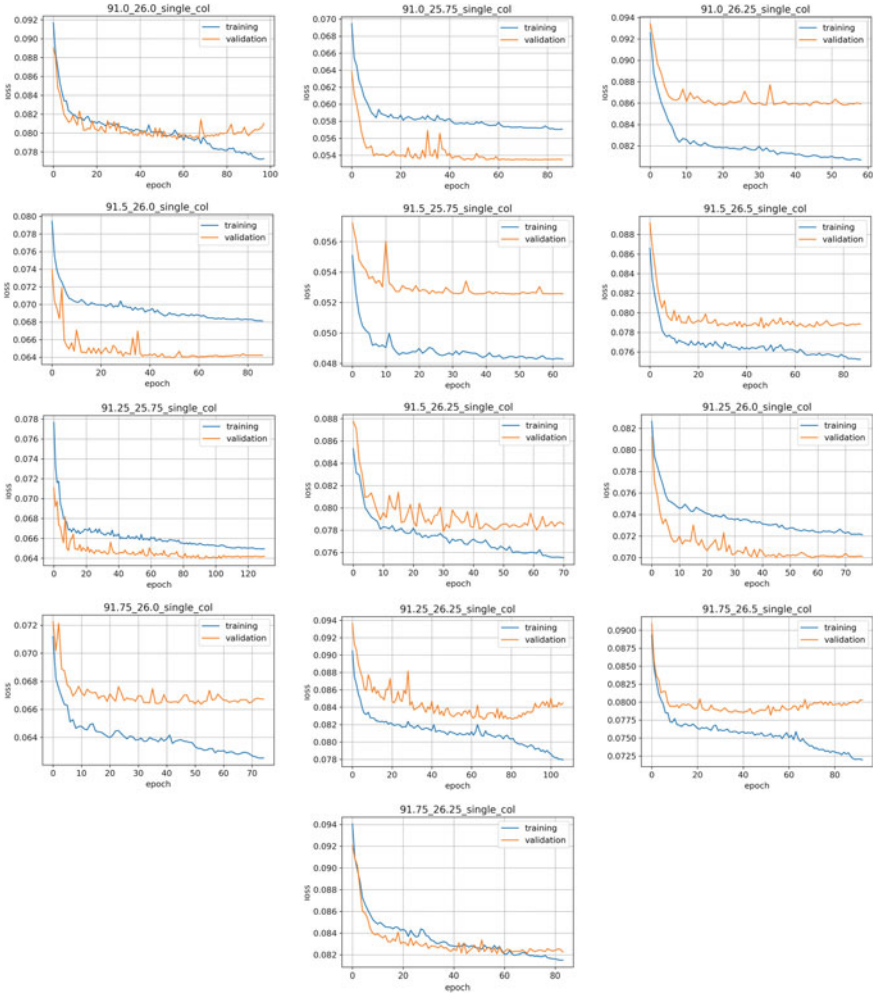 91.0_26.0_single_col
0.092
0.090
0.088
0.086
0.084
0.082
0.080
0.078
loss
0 20 40 60 80 100
epoch
training
validation
91.0_25.75_single_col
0.070
0.068
0.066
0.064
0.062
0.060
0.058
0.056
0.054
loss
0 20 40 60 80
epoch
training
validation
91.0_26.25_single_col
0.094
0.092
0.090
0.088
0.086
0.084
0.082
loss
0 10 20 30 40 50 60
epoch
training
validation
91.5_26.0_single_col
0.080
0.078
0.076
0.074
0.072
0.070
0.068
0.066
0.064
loss
0 20 40 60 80
epoch
training
validation
91.5_25.75_single_col
0.056
0.054
0.052
0.050
0.048
loss
0 10 20 30 40 50 60
epoch
training
validation
91.5_26.5_single_col
0.088
0.086
0.084
0.082
0.080
0.078
0.076
loss
0 20 40 60 80
epoch
training
validation
91.25_25.75_single_col
0.078
0.076
0.074
0.072
0.070
0.068
0.066
0.064
loss
0 20 40 60 80 100 120
epoch
training
validation
91.5_26.25_single_col
0.088
0.086
0.084
0.082
0.080
0.078
0.076
loss
0 10 20 30 40 50 60 70
epoch
training
validation
91.25_26.0_single_col
0.082
0.080
0.078
0.076
0.074
0.072
0.070
loss
0 10 20 30 40 50 60 70
epoch
training
validation
91.75_26.0_single_col
0.072
0.071
0.070
0.069
0.068
0.067
0.066
0.065
0.064
loss
0 10 20 30 40 50 60 70
epoch
training
validation
91.25_26.25_single_col
0.094
0.092
0.090
0.088
0.086
0.084
0.082
0.080
0.078
loss
0 20 40 60 80 100
epoch
training
validation
91.75_26.5_single_col
0.0900
0.0875
0.0850
0.0825
0.0800
0.0775
0.0750
0.0725
loss
0 20 40 60 80
epoch
training
validation
91.75_26.25_single_col
0.094
0.092
0.090
0.088
0.086
0.084
0.082
loss
0 20 40 60 80
epoch
training
validation